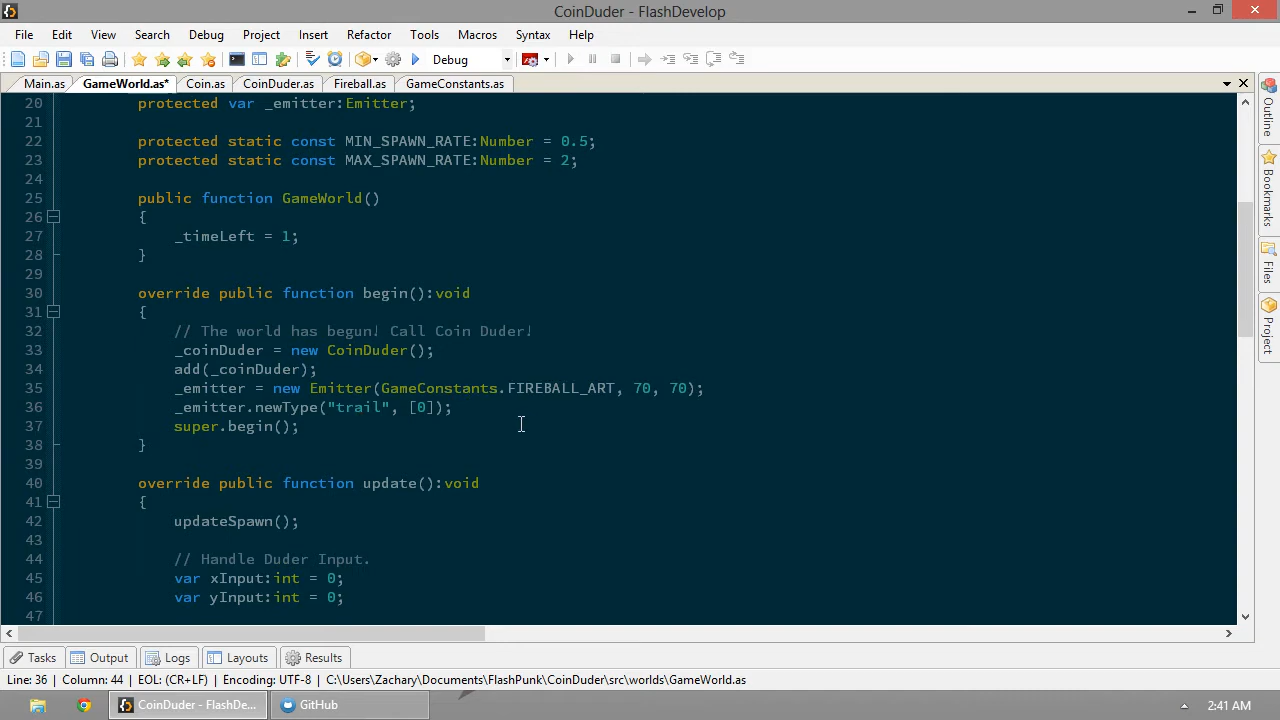 CoinDuder - FlashDevelop
File Edit View Search Debug Project Insert Refactor Tools Macros Syntax Help
Debug
Main.as GameWorld.as* Coin.as CoinDuder.as Fireball.as GameConstants.as
20 protected var _emitter:Emitter;
21
22 protected static const MIN_SPAWN_RATE:Number = 0.5;
23 protected static const MAX_SPAWN_RATE:Number = 2;
24
25 public function GameWorld()
26 {
27 _timeLeft = 1;
28 }
29
30 override public function begin():void
31 {
32 // The world has begun! Call Coin Duder!
33 _coinDuder = new CoinDuder();
34 add(_coinDuder);
35 _emitter = new Emitter(GameConstants.FIREBALL_ART, 70, 70);
36 _emitter.newType("trail", [0]);
37 super.begin();
38 }
39
40 override public function update():void
41 {
42 updateSpawn();
43
44 // Handle Duder Input.
45 var xInput:int = 0;
46 var yInput:int = 0;
47
Outline
Bookmarks
Files
Project
Tasks Output Logs Layouts Results
Line: 36 Column: 44 EOL: (CR+LF) Encoding: UTF-8 C:\Users\Zachary\Documents\FlashPunk\CoinDuder\src\worlds\GameWorld.as
CoinDuder - FlashDe... GitHub 2:41 AM